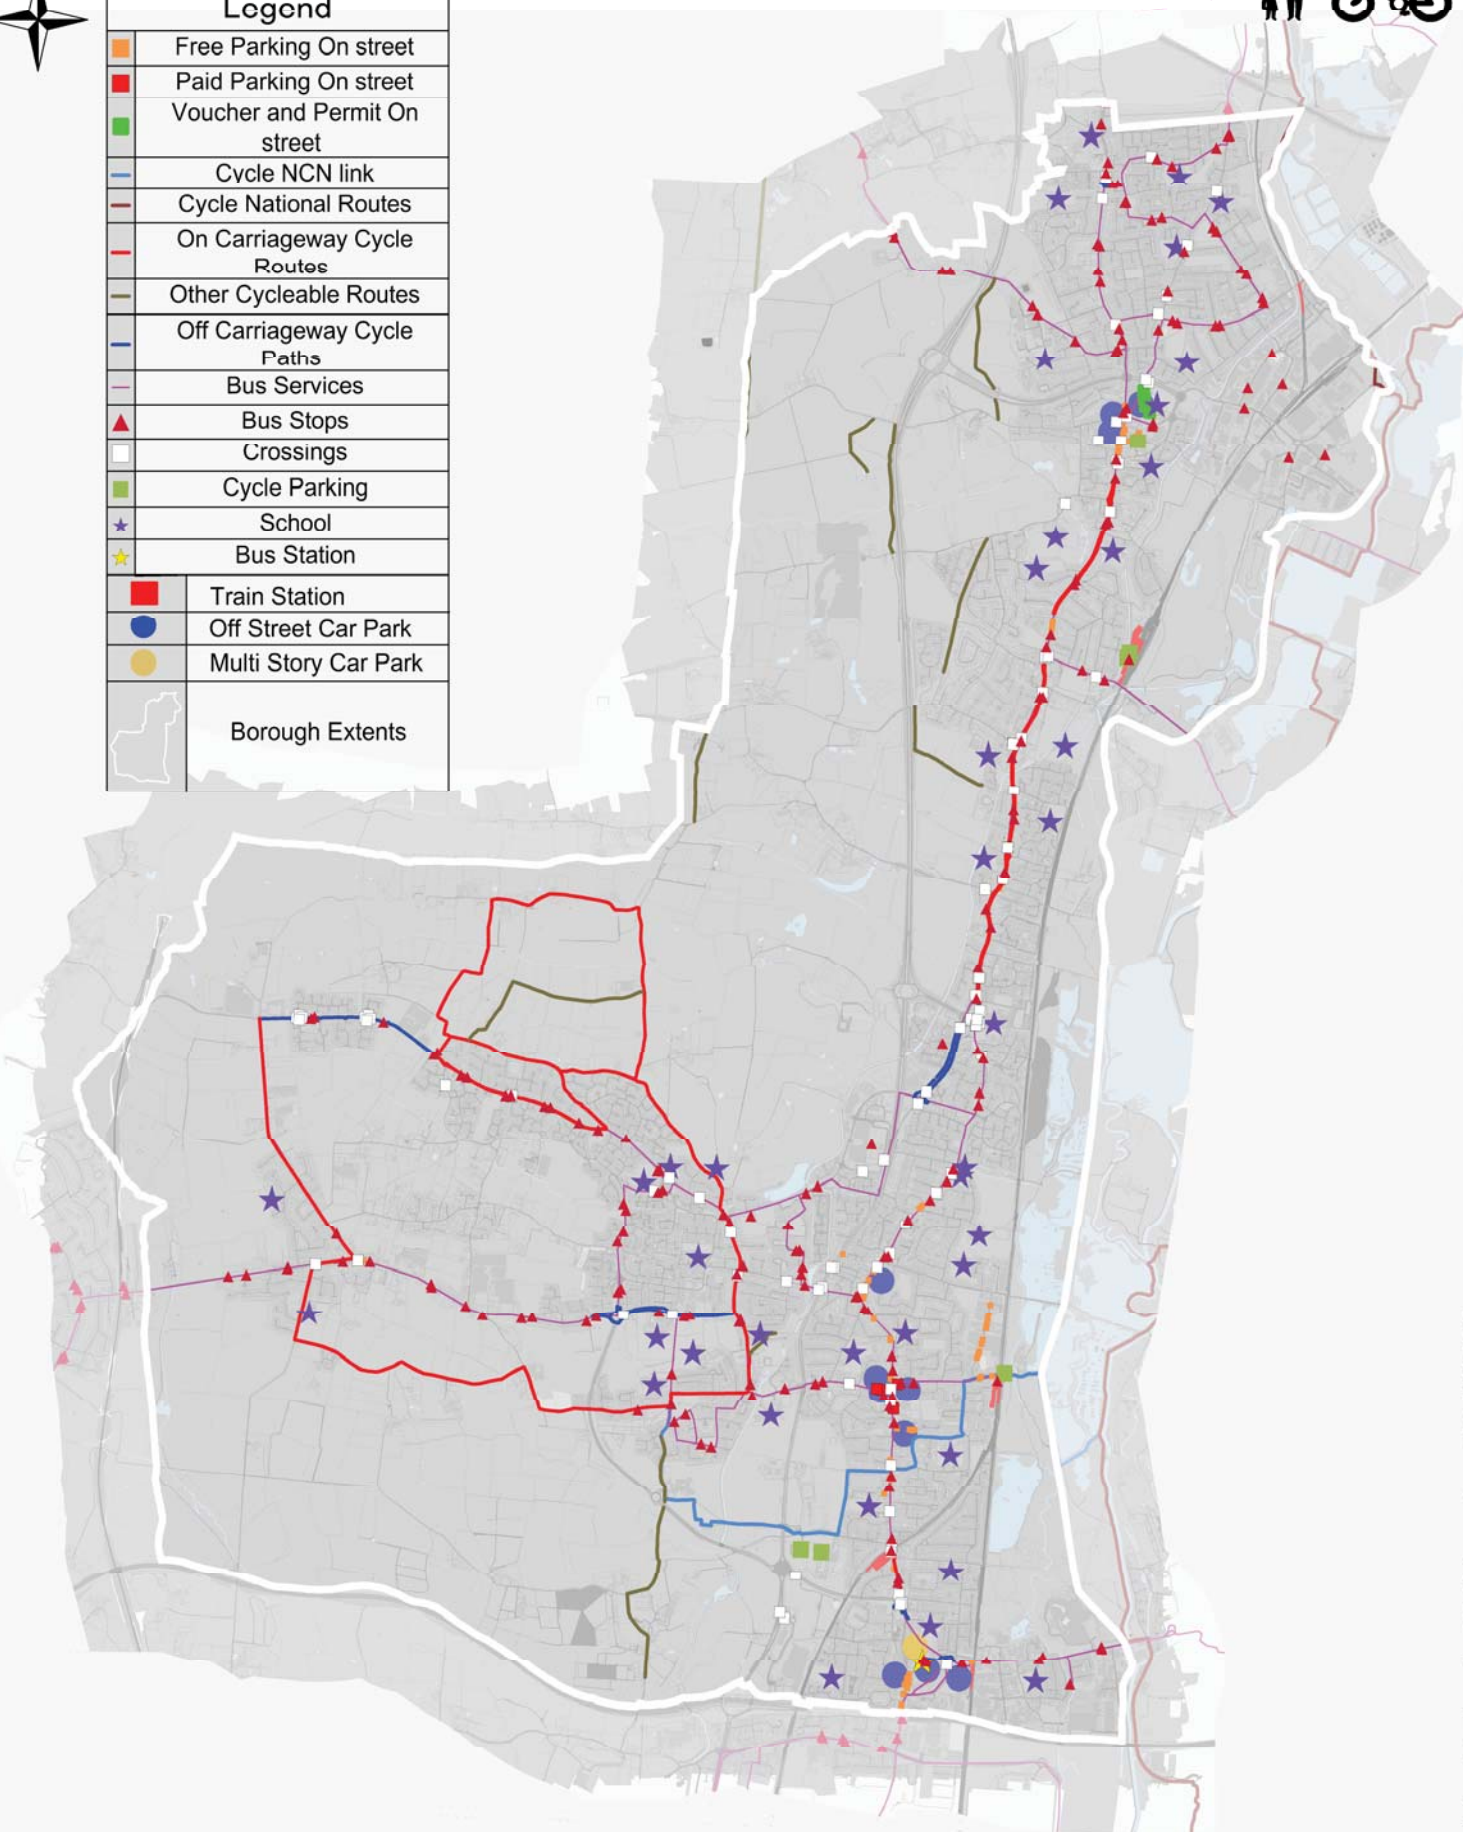 Legend
Free Parking On street
Paid Parking On street
Voucher and Permit On
street
Cycle NCN link
Cycle National Routes
On Carriageway Cycle
Routes
Other Cycleable Routes
Off Carriageway Cycle
Paths
Bus Services
Bus Stops
Crossings
Cycle Parking
School
Bus Station
Train Station
Off Street Car Park
Multi Story Car Park
Borough Extents